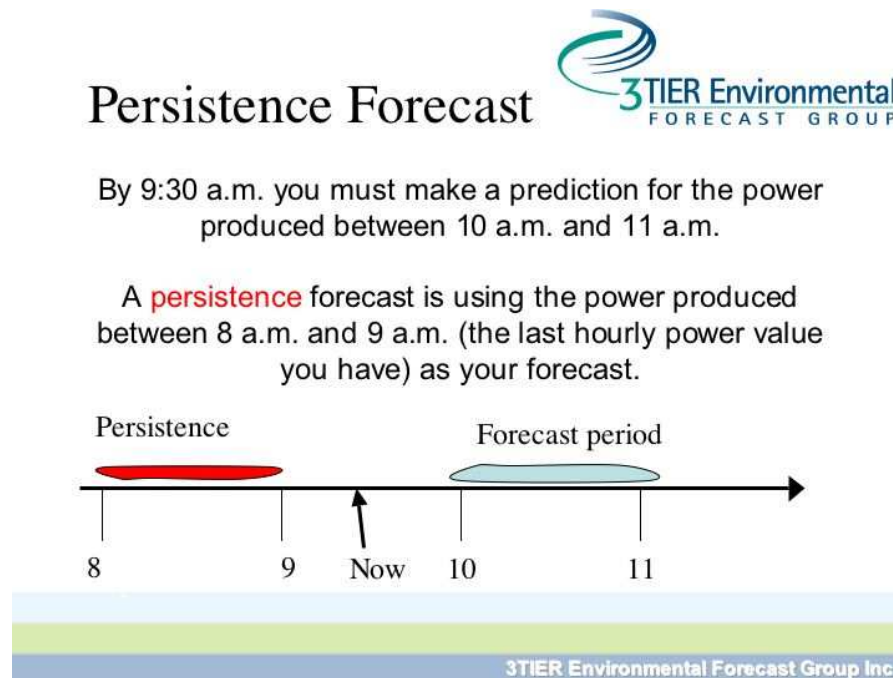 3TIER Environmental
FORECAST GROUP
Persistence Forecast
By 9:30 a.m. you must make a prediction for the power
produced between 10 a.m. and 11 a.m.
A persistence forecast is using the power produced
between 8 a.m. and 9 a.m. (the last hourly power value
you have) as your forecast.
Persistence
Forecast period
8 9 Now 10 11
3TIER Environmental Forecast Group Inc